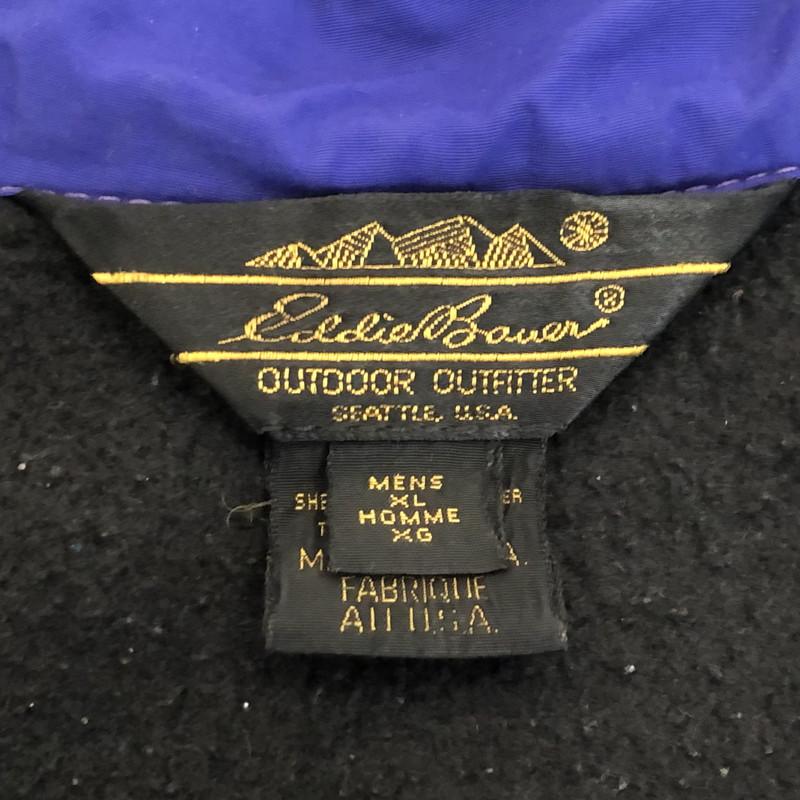 Eddie Bauer®
OUTDOOR OUTFITTER
SEATTLE, U.S.A.
MENS
XL
HOMME
XG
FABRIQUE
AU U.S.A.